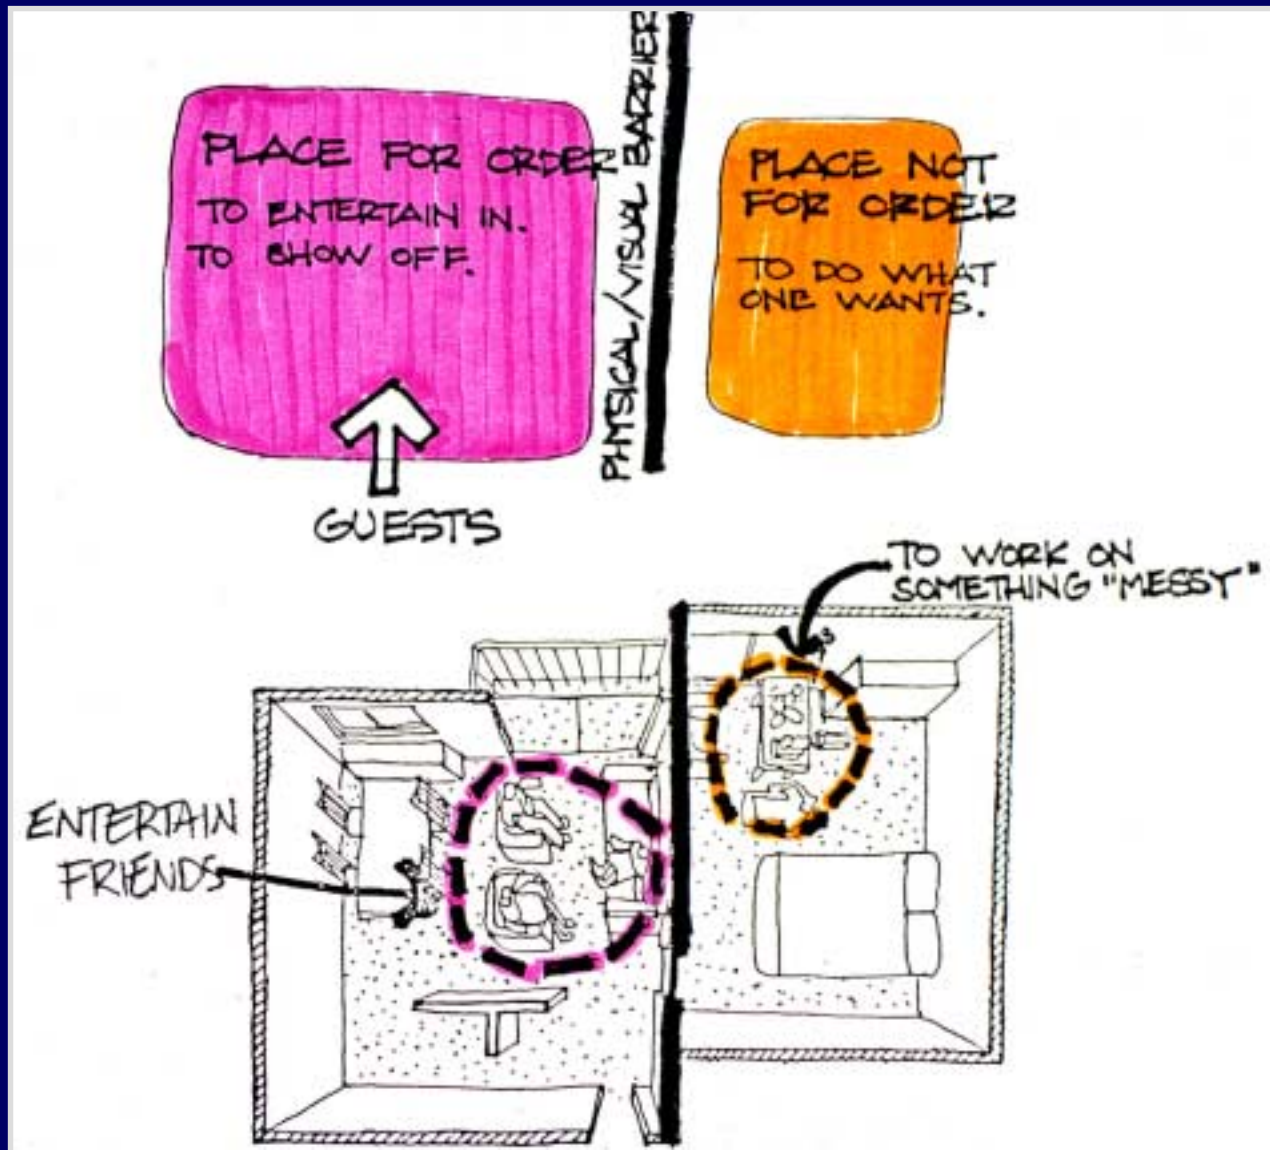 PLACE FOR ORDER
TO ENTERTAIN IN.
TO SHOW OFF.
GUESTS
PHYSICAL/VISUAL BARRIER
PLACE NOT
FOR ORDER
TO DO WHAT
ONE WANTS.
TO WORK ON
SOMETHING "MESSY"
ENTERTAIN
FRIENDS